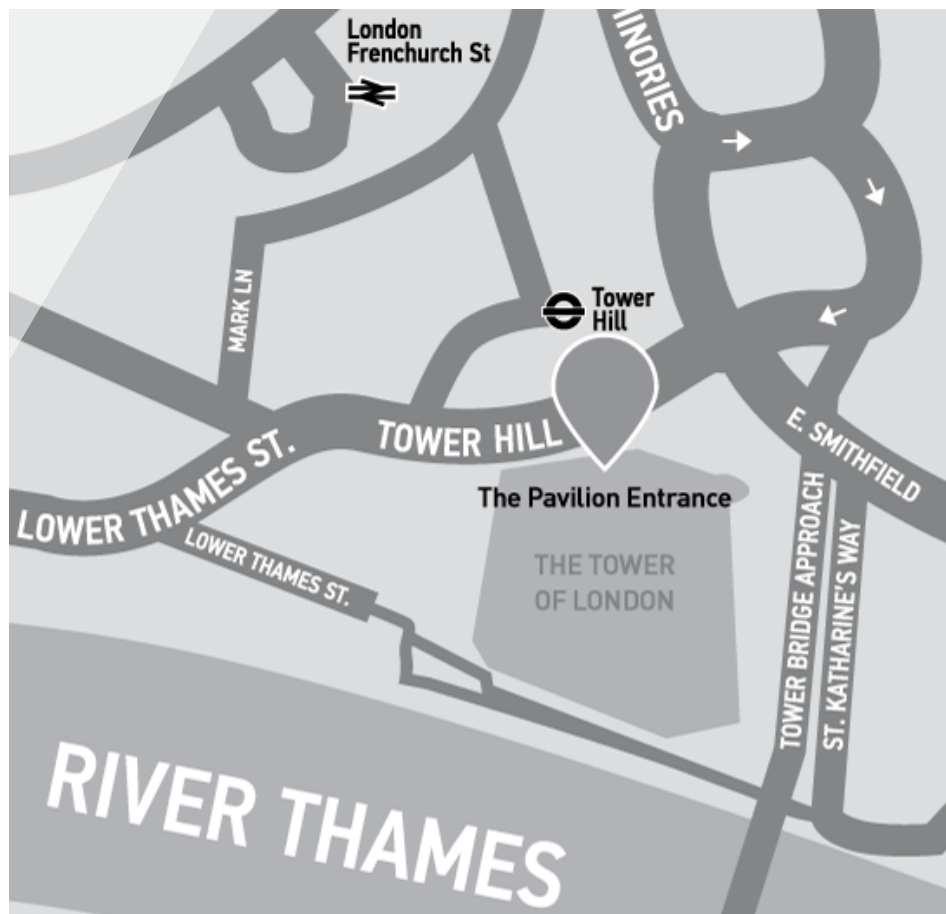 London
Frenchurch St
MINORIES
MARK LN
Tower
Hill
TOWER HILL
E. SMITHFIELD
LOWER THAMES ST.
The Pavilion Entrance
LOWER THAMES ST.
THE TOWER
OF LONDON
TOWER BRIDGE APPROACH
ST. KATHARINE'S WAY
RIVER THAMES